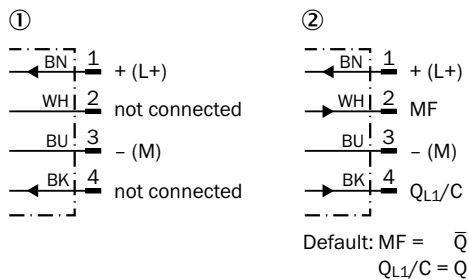 ①
BN 1 + (L+)
WH 2 not connected
BU 3 – (M)
BK 4 not connected
②
BN 1 + (L+)
WH 2 MF
BU 3 – (M)
BK 4 QL1/C
Default: MF = Q̅
QL1/C = Q